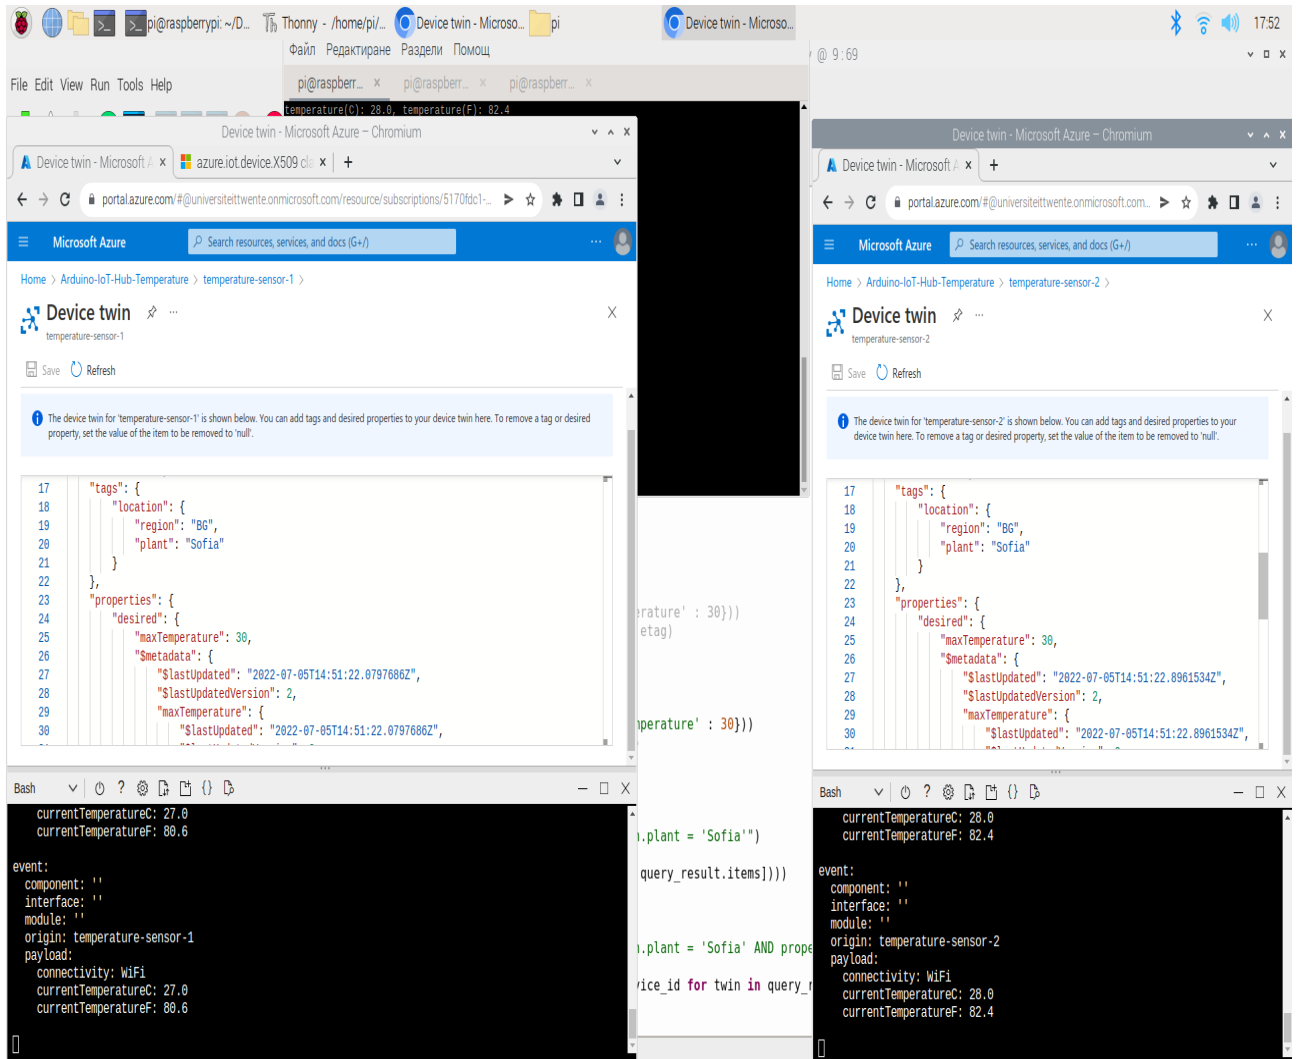 pi@raspberrypi: ~/D...
Thonny - /home/pi/...
Device twin - Microso...
pi
Device twin - Microso...
17:52
Файл Редактиране Раздели Помощ
@ 9:69
File Edit View Run Tools Help
pi@raspberr... x
pi@raspberr... x
pi@raspberr... x
temperature(C): 28.0, temperature(F): 82.4
Device twin - Microsoft Azure – Chromium
Device twin - Microsoft A x
azure.iot.device.X509 cla x +
portal.azure.com/#@universiteittwente.onmicrosoft.com/resource/subscriptions/5170fdc1-...
Microsoft Azure
Search resources, services, and docs (G+/)
Home > Arduino-IoT-Hub-Temperature > temperature-sensor-1 >
Device twin
temperature-sensor-1
Save Refresh
The device twin for 'temperature-sensor-1' is shown below. You can add tags and desired properties to your device twin here. To remove a tag or desired
property, set the value of the item to be removed to 'null'.
17 "tags": {
18 "location": {
19 "region": "BG",
20 "plant": "Sofia"
21 }
22 },
23 "properties": {
24 "desired": {
25 "maxTemperature": 30,
26 "$metadata": {
27 "$lastUpdated": "2022-07-05T14:51:22.0797686Z",
28 "$lastUpdatedVersion": 2,
29 "maxTemperature": {
30 "$lastUpdated": "2022-07-05T14:51:22.0797686Z",
Bash
currentTemperatureC: 27.0
currentTemperatureF: 80.6
event:
component: ''
interface: ''
module: ''
origin: temperature-sensor-1
payload:
connectivity: WiFi
currentTemperatureC: 27.0
currentTemperatureF: 80.6
erature' : 30}))
etag)
perature' : 30}))
.plant = 'Sofia'")
query_result.items])))
.plant = 'Sofia' AND prope
vice_id for twin in query_r
Device twin - Microsoft Azure – Chromium
Device twin - Microsoft A x +
portal.azure.com/#@universiteittwente.onmicrosoft.com...
Microsoft Azure
Search resources, services, and docs (G+/)
Home > Arduino-IoT-Hub-Temperature > temperature-sensor-2 >
Device twin
temperature-sensor-2
Save Refresh
The device twin for 'temperature-sensor-2' is shown below. You can add tags and desired properties to your
device twin here. To remove a tag or desired property, set the value of the item to be removed to 'null'.
17 "tags": {
18 "location": {
19 "region": "BG",
20 "plant": "Sofia"
21 }
22 },
23 "properties": {
24 "desired": {
25 "maxTemperature": 30,
26 "$metadata": {
27 "$lastUpdated": "2022-07-05T14:51:22.8961534Z",
28 "$lastUpdatedVersion": 2,
29 "maxTemperature": {
30 "$lastUpdated": "2022-07-05T14:51:22.8961534Z",
Bash
currentTemperatureC: 28.0
currentTemperatureF: 82.4
event:
component: ''
interface: ''
module: ''
origin: temperature-sensor-2
payload:
connectivity: WiFi
currentTemperatureC: 28.0
currentTemperatureF: 82.4